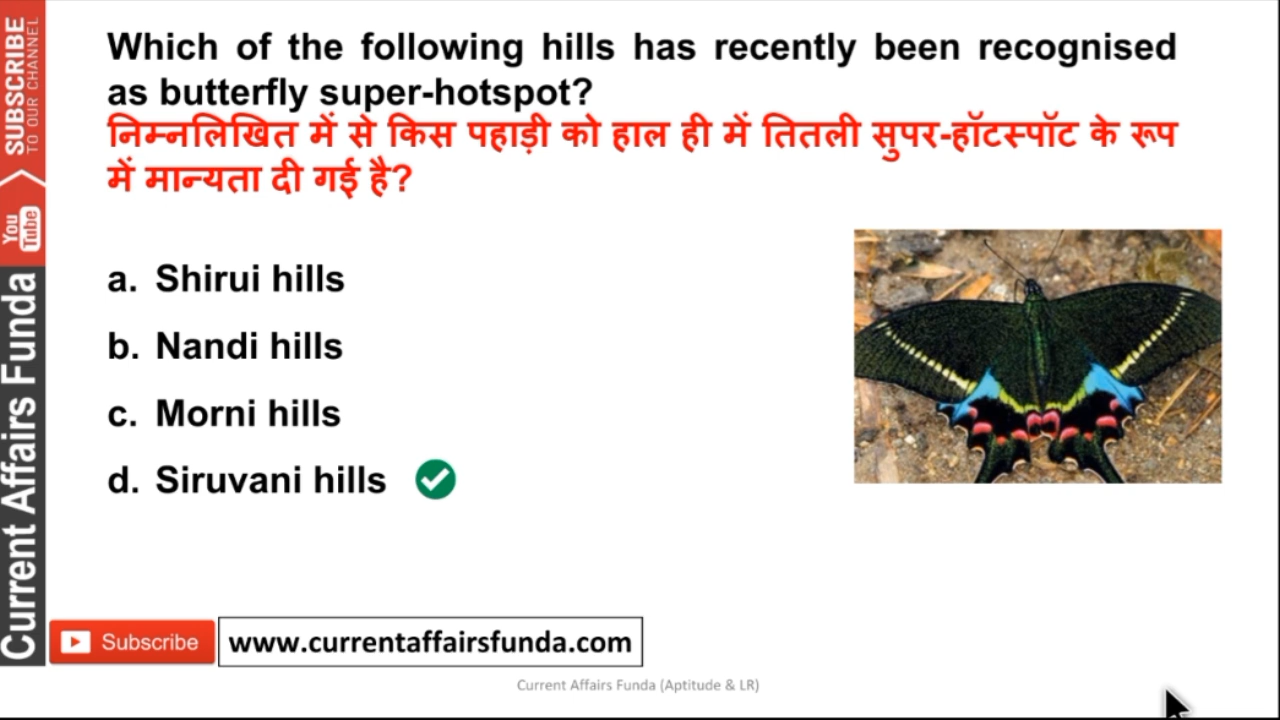 Which of the following hills has recently been recognised
as butterfly super-hotspot?
निम्नलिखित में से किस पहाड़ी को हाल ही में तितली सुपर-हॉटस्पॉट के रूप
में मान्यता दी गई है?
a. Shirui hills
b. Nandi hills
c. Morni hills
d. Siruvani hills
SUBSCRIBE
TO OUR CHANNEL
You
Tube
Current Affairs Funda
Subscribe
www.currentaffairsfunda.com
Current Affairs Funda (Aptitude & LR)